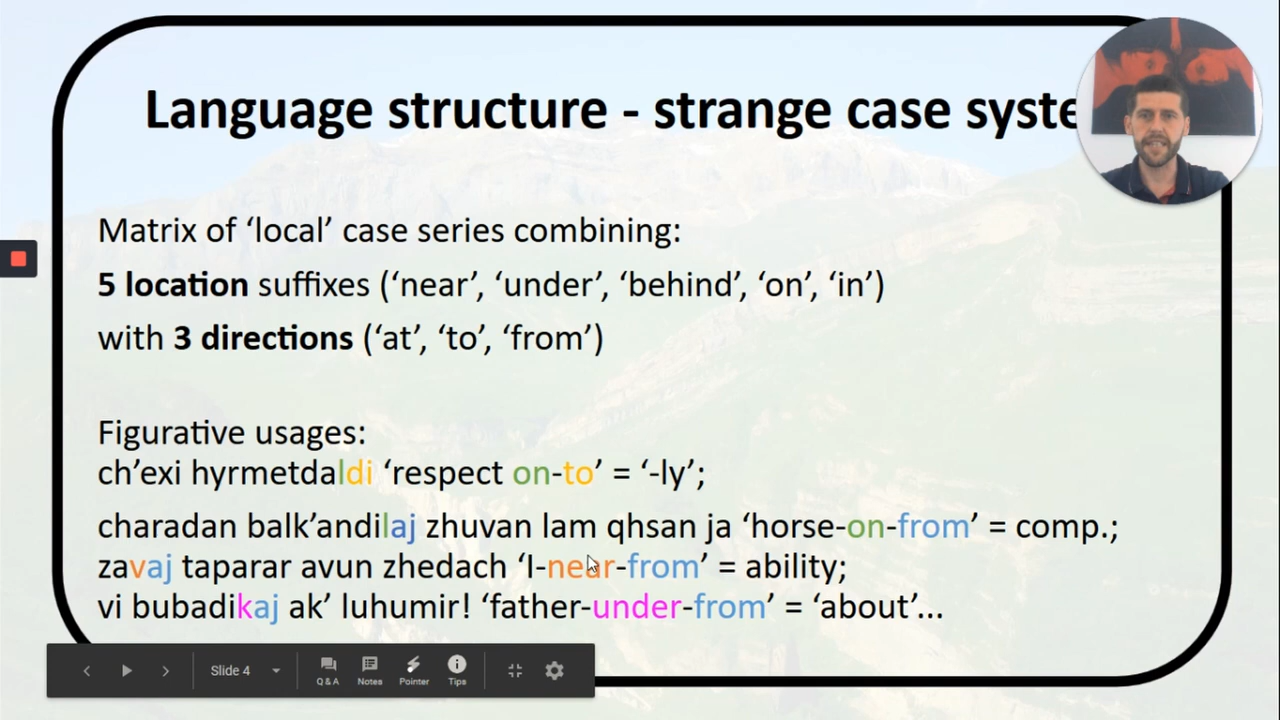 Language structure - strange case syste
Matrix of ‘local’ case series combining:
5 location suffixes (‘near’, ‘under’, ‘behind’, ‘on’, ‘in’)
with 3 directions (‘at’, ‘to’, ‘from’)
Figurative usages:
ch’exi hyrmetdaldi ‘respect on-to’ = ‘-ly’;
charadan balk’andilaj zhuvan lam qhsan ja ‘horse-on-from’ = comp.;
zavaj taparar avun zhedach ‘I-near-from’ = ability;
vi bubadikaj ak’ luhumir! ‘father-under-from’ = ‘about’...
Slide 4
Q & A
Notes
Pointer
Tips